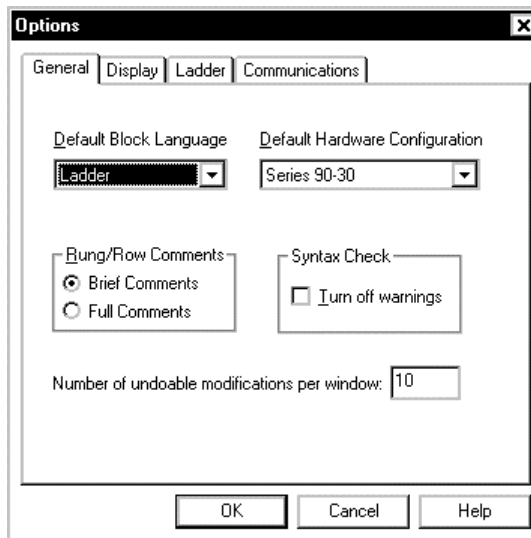 Options
General Display Ladder Communications
Default Block Language Default Hardware Configuration
Ladder Series 90-30
Rung/Row Comments Syntax Check
Brief Comments Turn off warnings
Full Comments
Number of undoable modifications per window: 10
OK Cancel Help